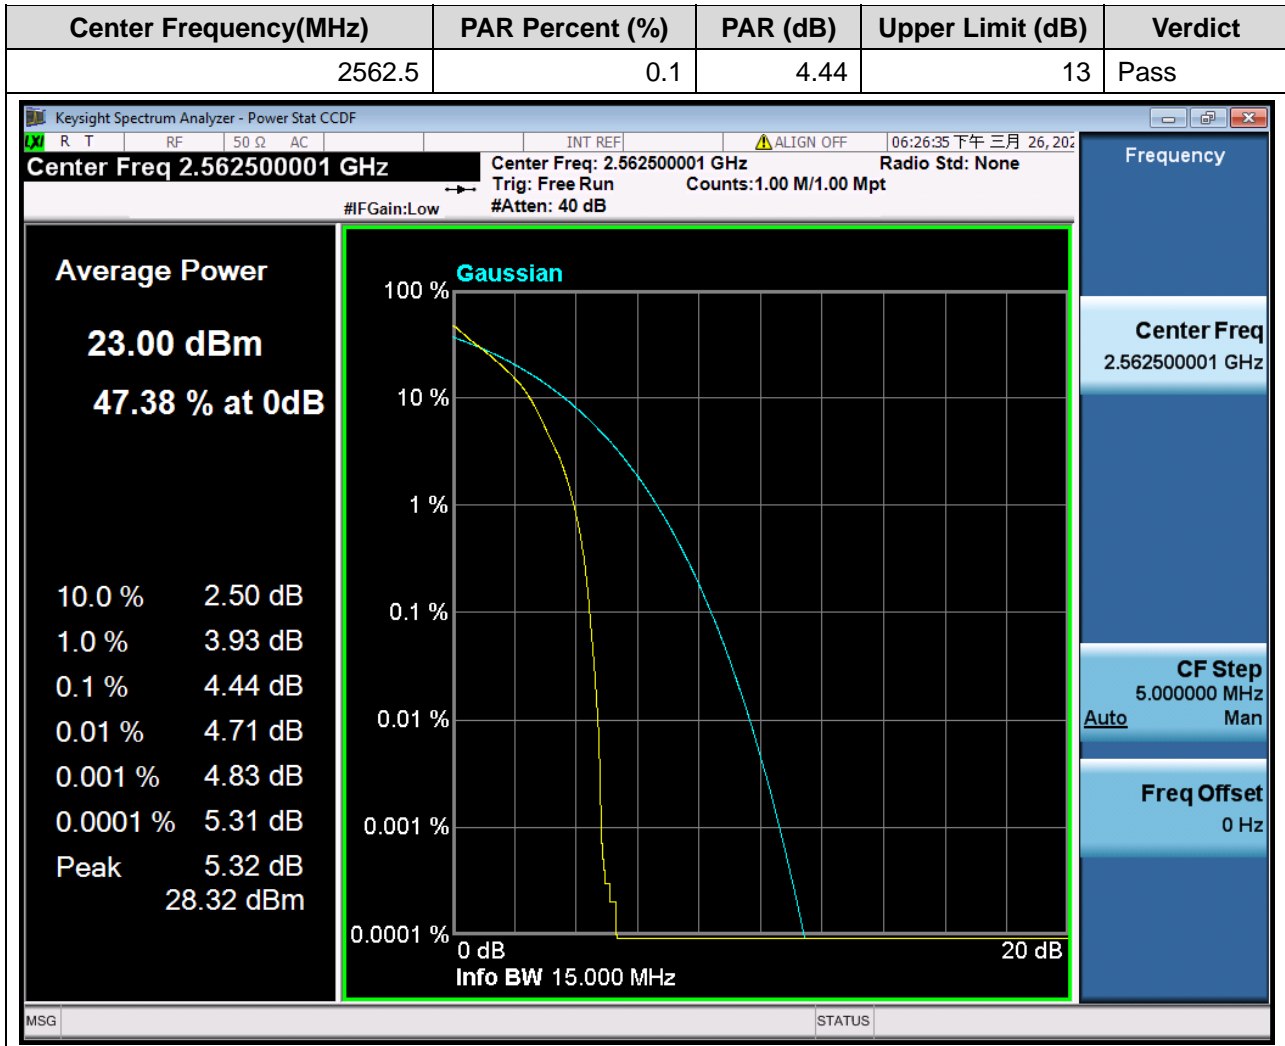 Center Frequency(MHz) PAR Percent (%) PAR (dB) Upper Limit (dB) Verdict
2562.5 0.1 4.44 13 Pass
Keysight Spectrum Analyzer - Power Stat CCDF
LXI R T RF 50 Ω AC INT REF ALIGN OFF 06:26:35 下午 三月 26, 202
Center Freq 2.562500001 GHz
Center Freq: 2.562500001 GHz Radio Std: None
Trig: Free Run Counts:1.00 M/1.00 Mpt
#IFGain:Low #Atten: 40 dB
Average Power
23.00 dBm
47.38 % at 0dB
10.0 % 2.50 dB
1.0 % 3.93 dB
0.1 % 4.44 dB
0.01 % 4.71 dB
0.001 % 4.83 dB
0.0001 % 5.31 dB
Peak 5.32 dB
28.32 dBm
Gaussian
100 %
10 %
1 %
0.1 %
0.01 %
0.001 %
0.0001 %
0 dB 20 dB
Info BW 15.000 MHz
Frequency
Center Freq
2.562500001 GHz
CF Step
5.000000 MHz
Auto Man
Freq Offset
0 Hz
MSG STATUS